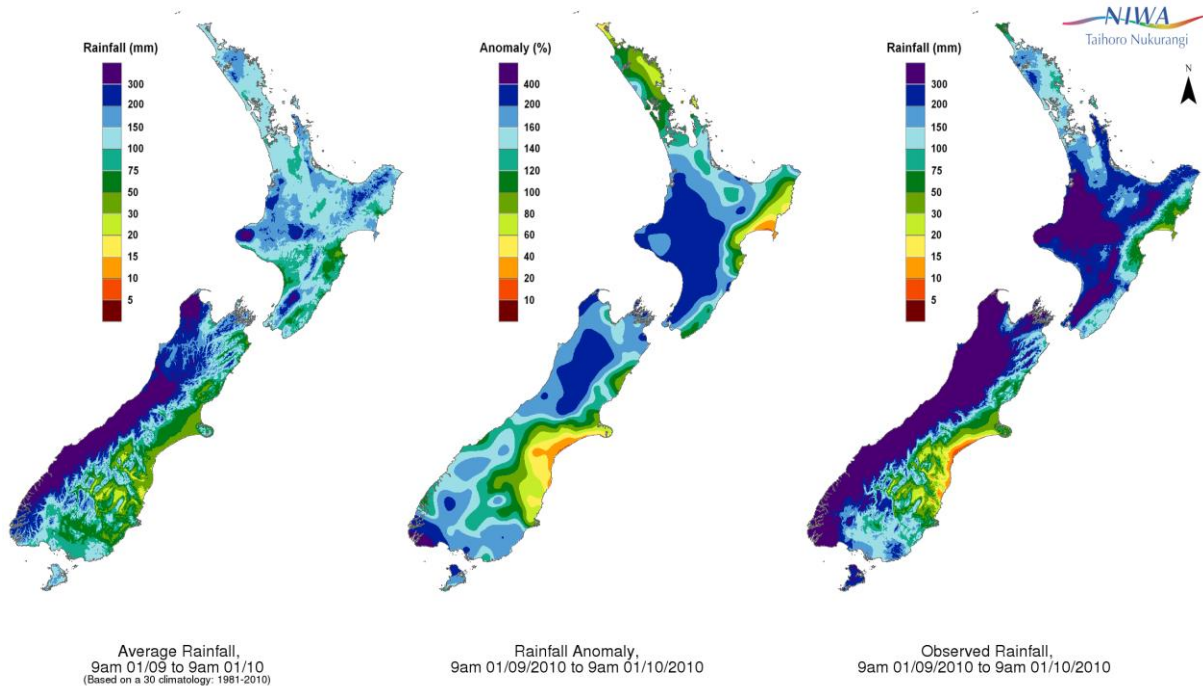 NIWA
Taihoro Nukurangi
N
Rainfall (mm)
300
200
150
100
75
50
30
20
15
10
5
Anomaly (%)
400
200
160
140
120
100
80
60
40
20
10
Rainfall (mm)
300
200
150
100
75
50
30
20
15
10
5
Average Rainfall,
9am 01/09 to 9am 01/10
(Based on a 30 climatology: 1981-2010)
Rainfall Anomaly,
9am 01/09/2010 to 9am 01/10/2010
Observed Rainfall,
9am 01/09/2010 to 9am 01/10/2010